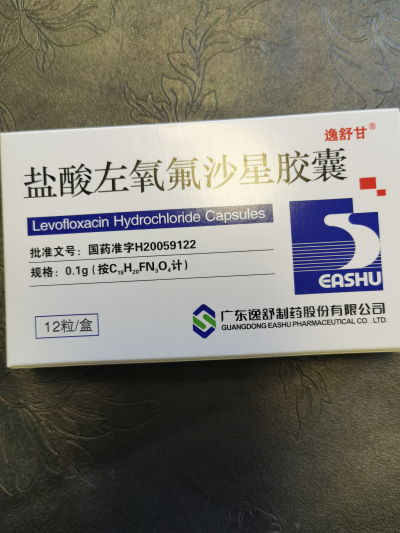 逸舒甘®
盐酸左氧氟沙星胶囊
Levofloxacin Hydrochloride Capsules
批准文号：国药准字H20059122
规格：0.1g（按C₁₈H₂₀FN₃O₄计）
EASHU
12粒/盒
广东逸舒制药股份有限公司
GUANGDONG EASHU PHARMACEUTICAL CO., LTD.